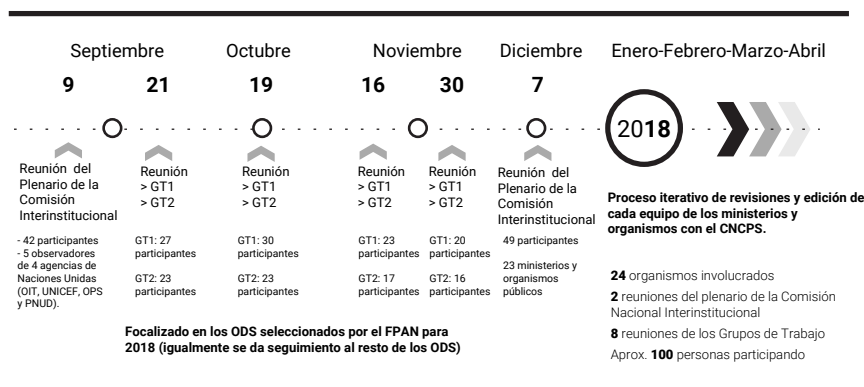 Septiembre
Octubre
Noviembre
Diciembre
Enero-Febrero-Marzo-Abril
9
21
19
16
30
7
2018
Reunión del
Plenario de la
Comisión
Interinstitucional
- 42 participantes
- 5 observadores
de 4 agencias de
Naciones Unidas
(OIT, UNICEF, OPS
y PNUD).
Reunión
> GT1
> GT2
GT1: 27
participantes
GT2: 23
participantes
Reunión
> GT1
> GT2
GT1: 30
participantes
GT2: 23
participantes
Reunión
> GT1
> GT2
GT1: 23
participantes
GT2: 17
participantes
Reunión
> GT1
> GT2
GT1: 20
participantes
GT2: 16
participantes
Reunión del
Plenario de la
Comisión
Interinstitucional
49 participantes
23 ministerios y
organismos
públicos
Proceso iterativo de revisiones y edición de
cada equipo de los ministerios y
organismos con el CNCPS.
24 organismos involucrados
2 reuniones del plenario de la Comisión
Nacional Interinstitucional
8 reuniones de los Grupos de Trabajo
Aprox. 100 personas participando
Focalizado en los ODS seleccionados por el FPAN para
2018 (igualmente se da seguimiento al resto de los ODS)